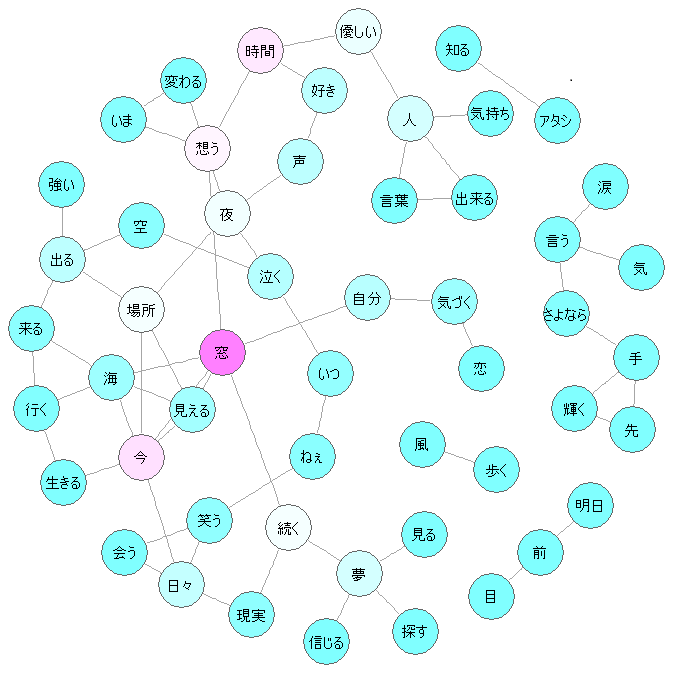 優しい
時間
知る
変わる
好き
いま
人
気持ち
アタシ
想う
声
強い
言葉
出来る
涙
空
夜
言う
出る
泣く
気
場所
自分
気づく
さよなら
来る
窓
手
海
いつ
恋
行く
見える
輝く
先
今
ねぇ
風
歩く
生きる
笑う
続く
明日
会う
見る
前
日々
夢
目
現実
信じる
探す